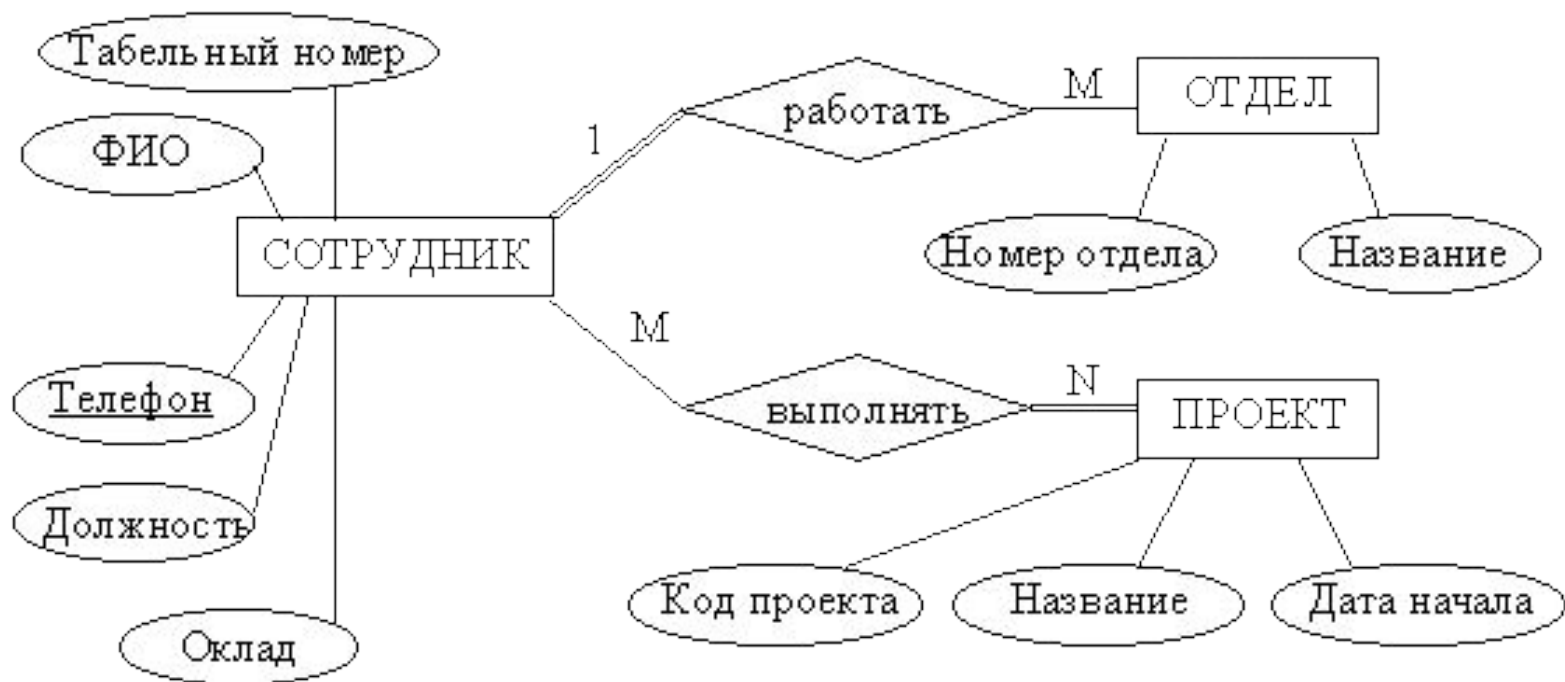 Табельный номер
ФИО
СОТРУДНИК
Телефон
Должность
Оклад
1
работать
M
ОТДЕЛ
Номер отдела
Название
M
выполнять
N
ПРОЕКТ
Код проекта
Название
Дата начала